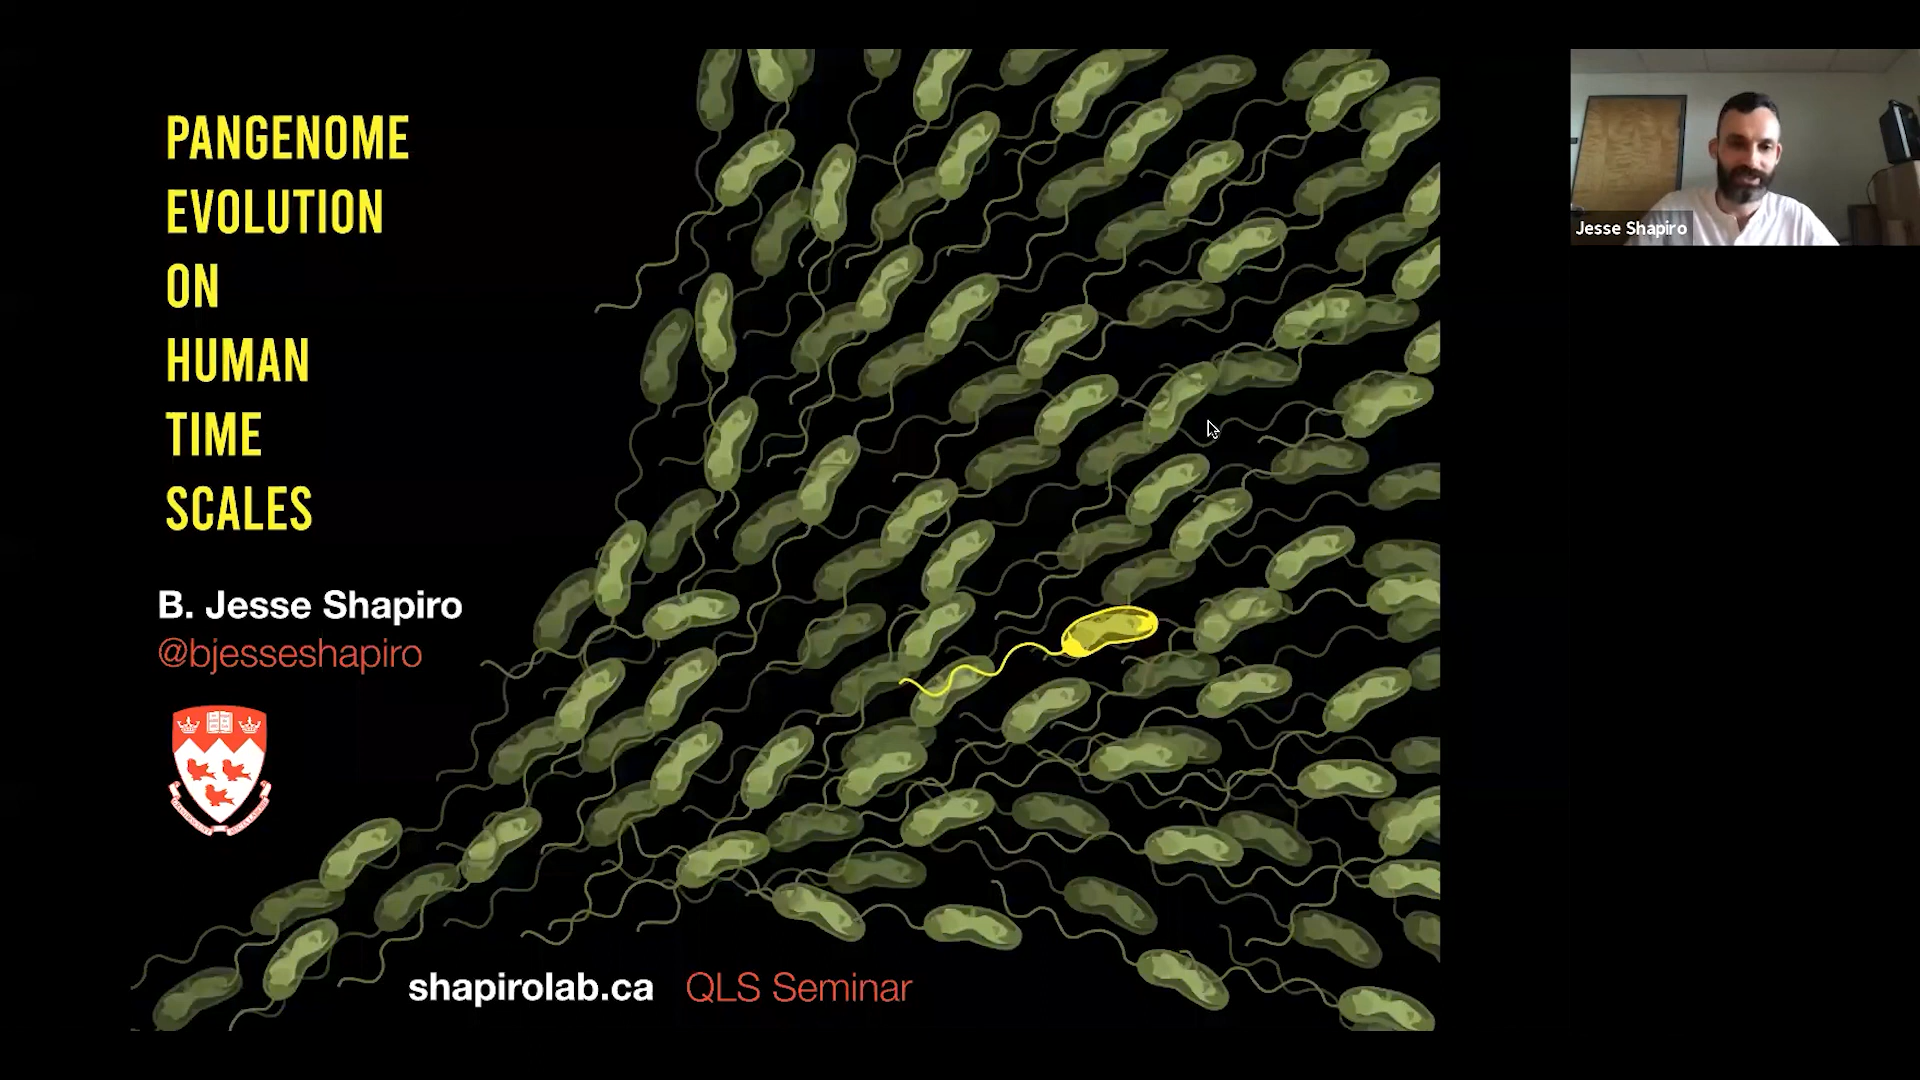 PANGENOME
EVOLUTION
ON
HUMAN
TIME
SCALES
B. Jesse Shapiro
@bjesseshapiro
shapirolab.ca QLS Seminar
Jesse Shapiro